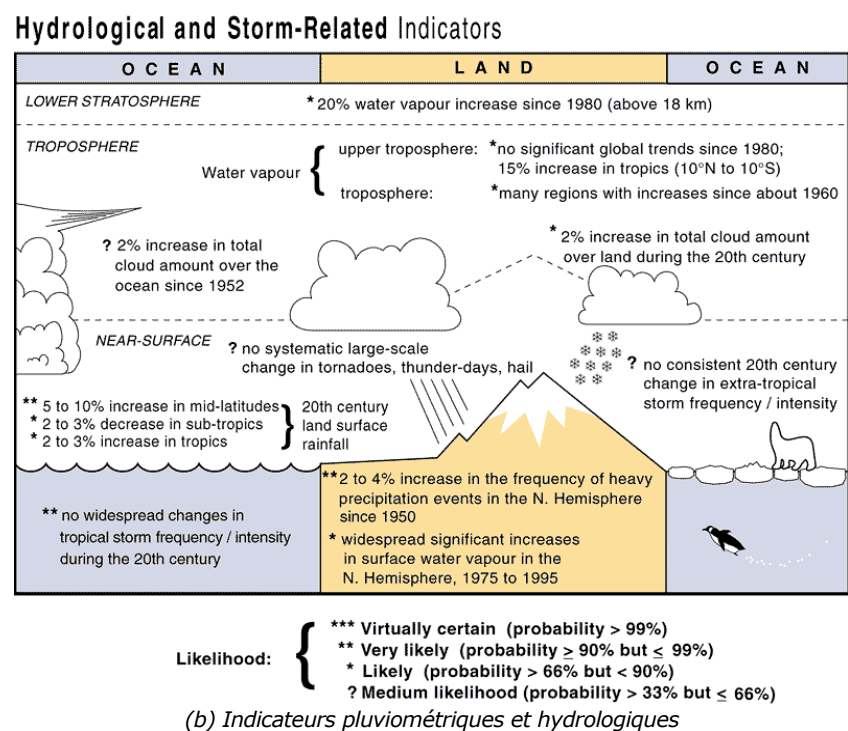 Hydrological and Storm-Related Indicators
OCEAN LAND OCEAN
LOWER STRATOSPHERE
* 20% water vapour increase since 1980 (above 18 km)
TROPOSPHERE
Water vapour {
upper troposphere: *no significant global trends since 1980;
15% increase in tropics (10°N to 10°S)
troposphere: *many regions with increases since about 1960
? 2% increase in total
cloud amount over the
ocean since 1952
* 2% increase in total cloud amount
over land during the 20th century
NEAR-SURFACE
? no systematic large-scale
change in tornadoes, thunder-days, hail
? no consistent 20th century
change in extra-tropical
storm frequency / intensity
** 5 to 10% increase in mid-latitudes
* 2 to 3% decrease in sub-tropics
* 2 to 3% increase in tropics
} 20th century
land surface
rainfall
** no widespread changes in
tropical storm frequency / intensity
during the 20th century
**2 to 4% increase in the frequency of heavy
precipitation events in the N. Hemisphere
since 1950
* widespread significant increases
in surface water vapour in the
N. Hemisphere, 1975 to 1995
Likelihood: {
*** Virtually certain (probability > 99%)
** Very likely (probability ≥ 90% but ≤ 99%)
* Likely (probability > 66% but < 90%)
? Medium likelihood (probability > 33% but ≤ 66%)
(b) Indicateurs pluviométriques et hydrologiques